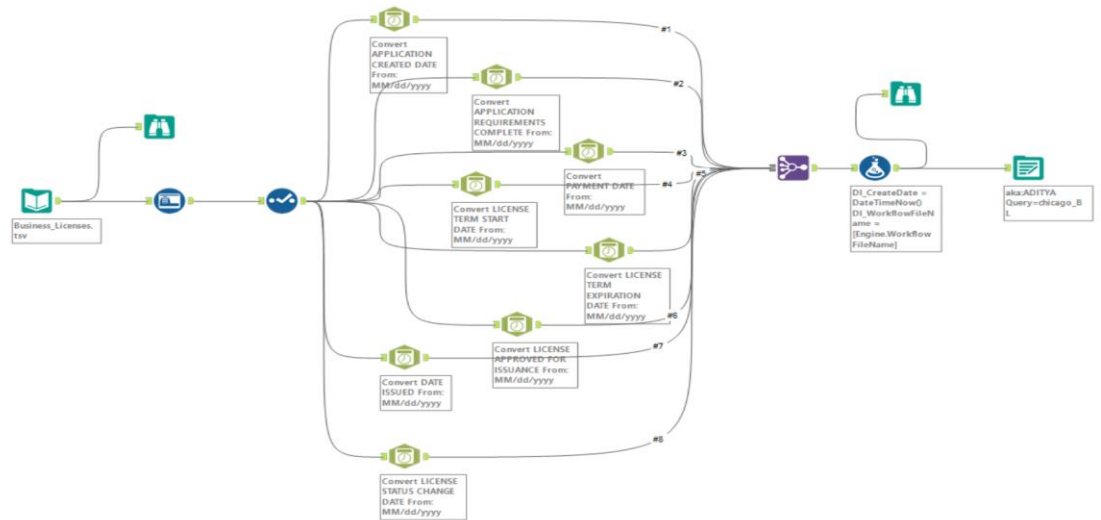 Business_Licenses.
tsv
Convert
APPLICATION
CREATED DATE
From:
MM/dd/yyyy
Convert
APPLICATION
REQUIREMENTS
COMPLETE From:
MM/dd/yyyy
Convert
PAYMENT DATE
From:
MM/dd/yyyy
Convert LICENSE
TERM START
DATE From:
MM/dd/yyyy
Convert LICENSE
TERM
EXPIRATION
DATE From:
MM/dd/yyyy
Convert LICENSE
APPROVED FOR
ISSUANCE From:
MM/dd/yyyy
Convert DATE
ISSUED From:
MM/dd/yyyy
Convert LICENSE
STATUS CHANGE
DATE From:
MM/dd/yyyy
#1
#2
#3
#4
#5
#6
#7
#8
DI_CreateDate =
DateTimeNow()
DI_WorkflowFileN
ame =
[Engine.Workflow
FileName]
aka:ADITYA
Query=chicago_B
L